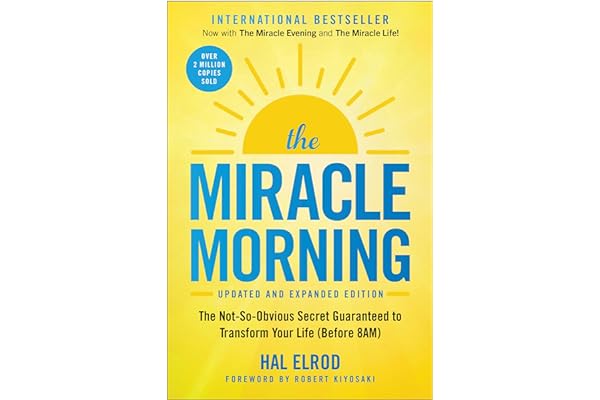 INTERNATIONAL BESTSELLER
Now with The Miracle Evening and The Miracle Life!
OVER
2 MILLION
COPIES
SOLD
the
MIRACLE
MORNING
UPDATED AND EXPANDED EDITION
The Not-So-Obvious Secret Guaranteed to
Transform Your Life (Before 8AM)
HAL ELROD
FOREWORD BY ROBERT KIYOSAKI